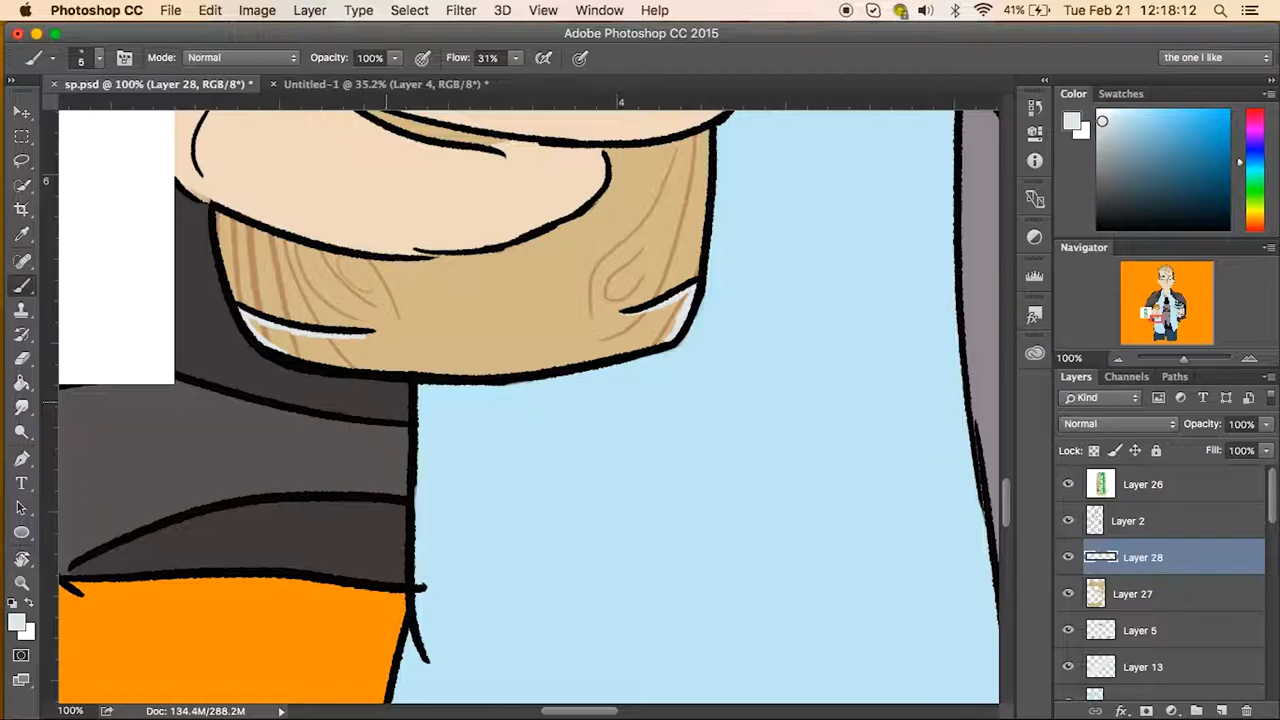 Photoshop CC File Edit Image Layer Type Select Filter 3D View Window Help 41% Tue Feb 21 12:18:12
Adobe Photoshop CC 2015
5 Mode: Normal Opacity: 100% Flow: 31% the one I like
× sp.psd @ 100% (Layer 28, RGB/8*) * × Untitled-1 @ 35.2% (Layer 4, RGB/8*) *
Color Swatches
4
6
Navigator
100%
Layers Channels Paths
Kind
Normal Opacity: 100%
Lock: Fill: 100%
Layer 26
Layer 2
Layer 28
Layer 27
Layer 5
Layer 13
100% Doc: 134.4M/288.2M
fx